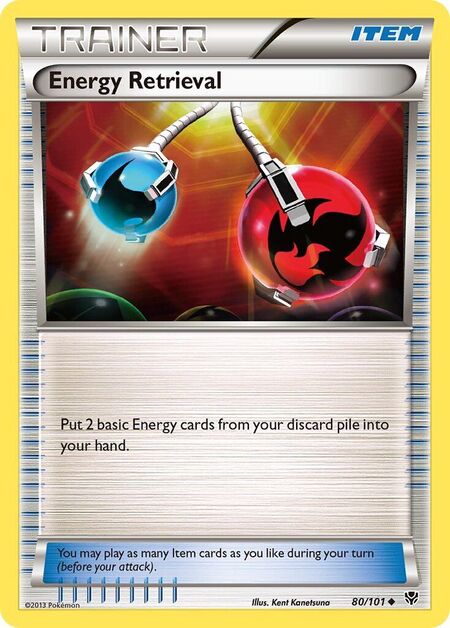 TRAINER
ITEM
Energy Retrieval
Put 2 basic Energy cards from your discard pile into
your hand.
You may play as many Item cards as you like during your turn
(before your attack).
©2013 Pokémon
Illus. Kent Kanetsuna
80/101